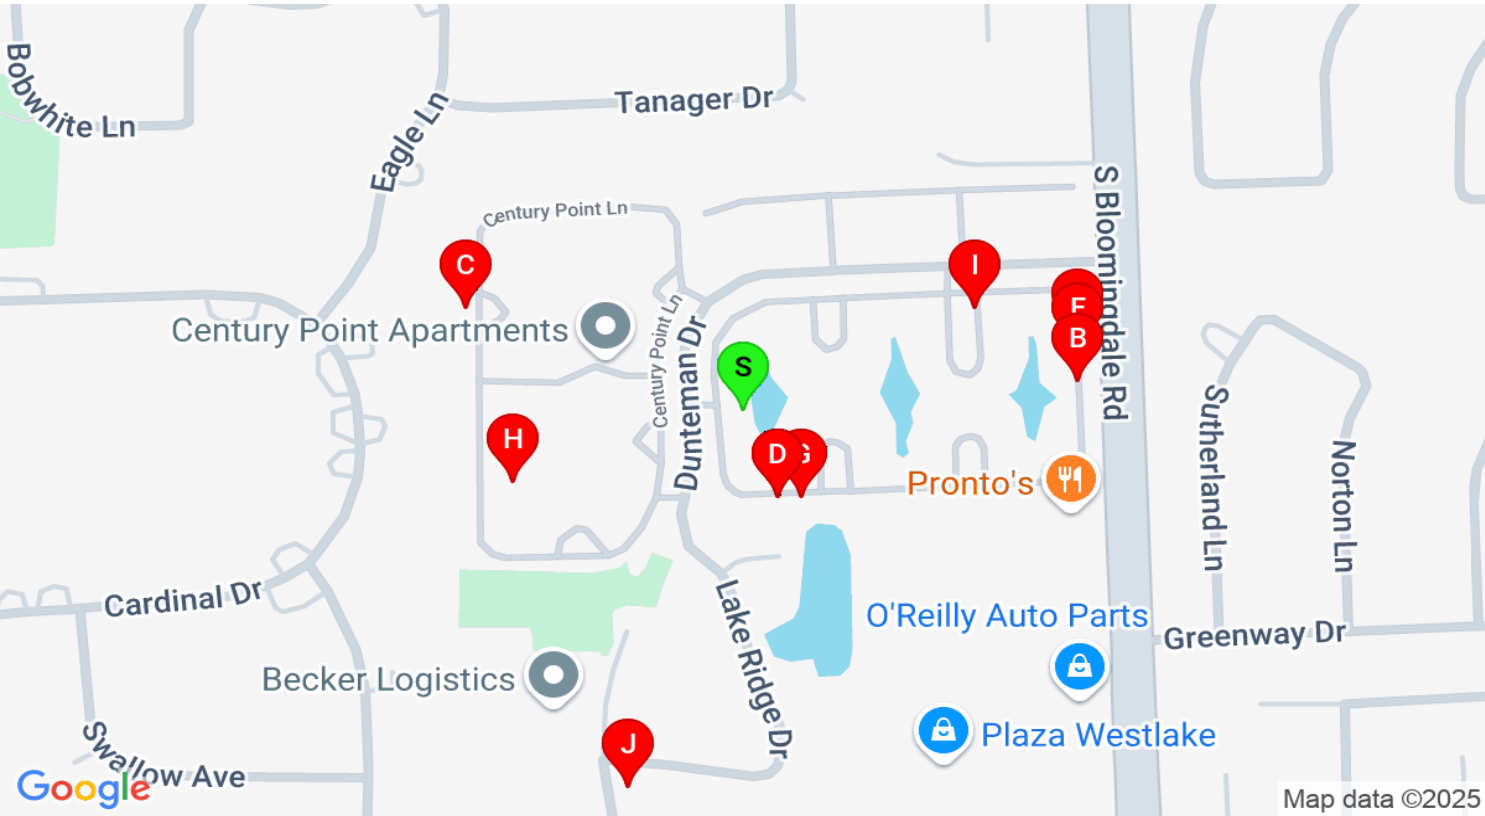 Bobwhite Ln
Eagle Ln
Tanager Dr
S Bloomingdale Rd
Century Point Ln
C
I
Century Point Apartments
Century Point Ln
Dunteman Dr
S
B
H
D
G
Pronto's
Sutherland Ln
Norton Ln
Cardinal Dr
Lake Ridge Dr
O'Reilly Auto Parts
Greenway Dr
Becker Logistics
J
Plaza Westlake
Swallow Ave
Google
Map data ©2025